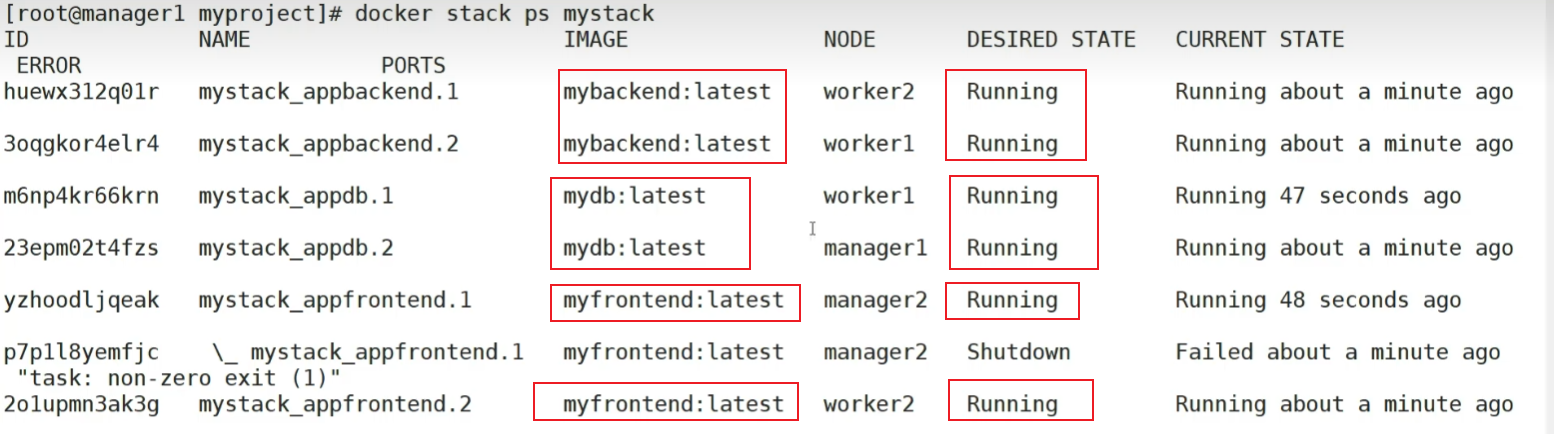 [root@manager1 myproject]# docker stack ps mystack
ID NAME IMAGE NODE DESIRED STATE CURRENT STATE
ERROR PORTS
huewx312q01r mystack_appbackend.1 mybackend:latest worker2 Running Running about a minute ago
3oqgkor4elr4 mystack_appbackend.2 mybackend:latest worker1 Running Running about a minute ago
m6np4kr66krn mystack_appdb.1 mydb:latest worker1 Running Running 47 seconds ago
23epm02t4fzs mystack_appdb.2 mydb:latest manager1 Running Running about a minute ago
yzhoodljqeak mystack_appfrontend.1 myfrontend:latest manager2 Running Running 48 seconds ago
p7p1l8yemfjc \_ mystack_appfrontend.1 myfrontend:latest manager2 Shutdown Failed about a minute ago
"task: non-zero exit (1)"
2o1upmn3ak3g mystack_appfrontend.2 myfrontend:latest worker2 Running Running about a minute ago